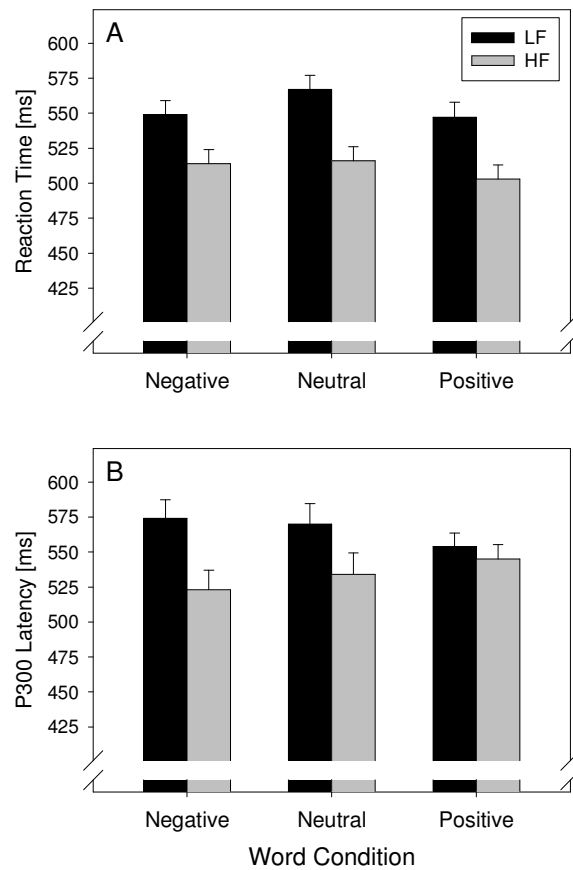 A
LF
HF
Reaction Time [ms]
600
575
550
525
500
475
450
425
Negative Neutral Positive
B
P300 Latency [ms]
600
575
550
525
500
475
450
425
Negative Neutral Positive
Word Condition